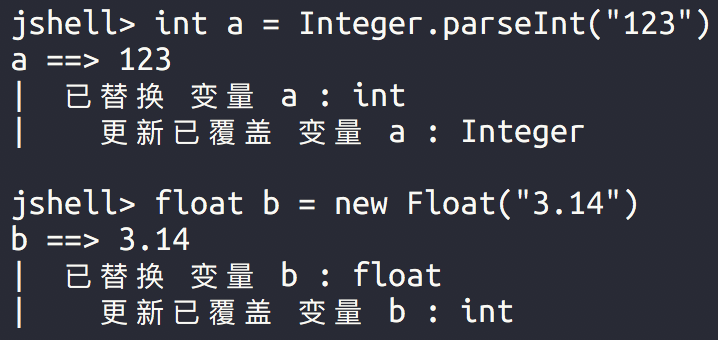 jshell> int a = Integer.parseInt("123")
a ==> 123
|  已替换 变量 a : int
|    更新已覆盖 变量 a : Integer
jshell> float b = new Float("3.14")
b ==> 3.14
|  已替换 变量 b : float
|    更新已覆盖 变量 b : int